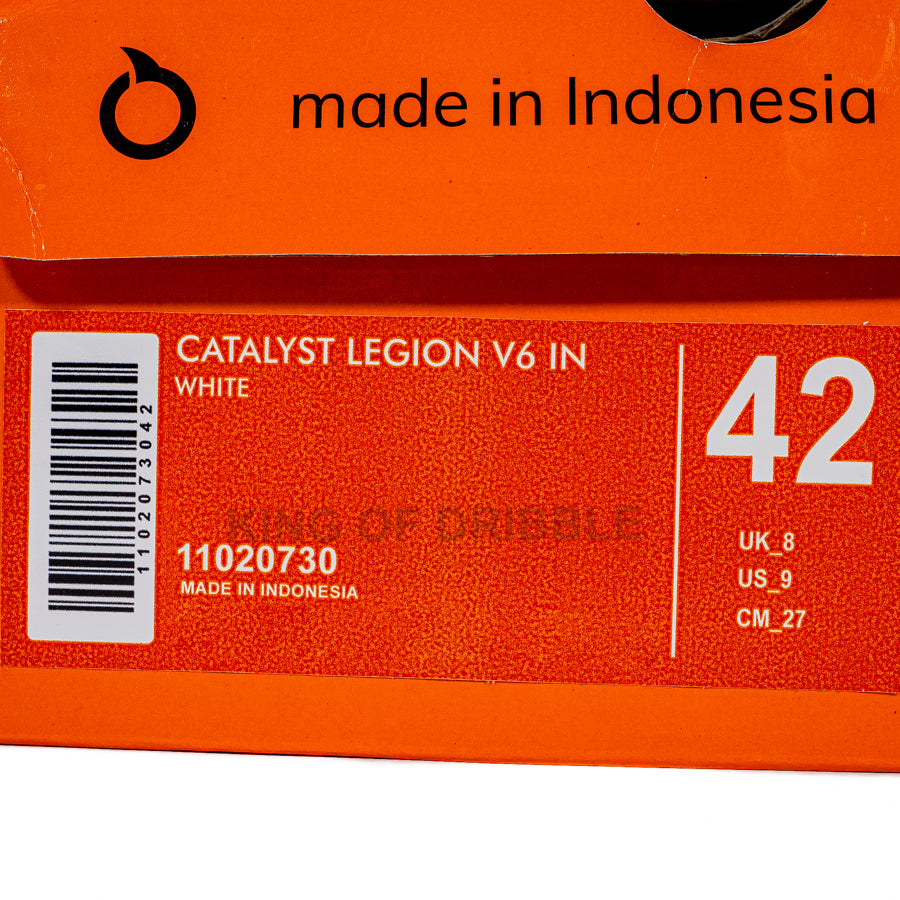 made in Indonesia
CATALYST LEGION V6 IN
WHITE
KING OF DRIBBLE
11020730
MADE IN INDONESIA
1102073042
42
UK_8
US_9
CM_27